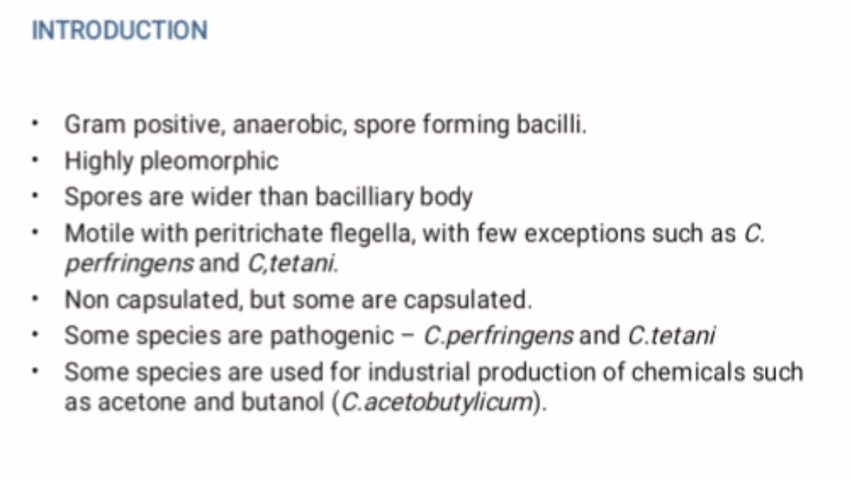 INTRODUCTION
• Gram positive, anaerobic, spore forming bacilli.
• Highly pleomorphic
• Spores are wider than bacilliary body
• Motile with peritrichate flegella, with few exceptions such as C.
perfringens and C,tetani.
• Non capsulated, but some are capsulated.
• Some species are pathogenic – C.perfringens and C.tetani
• Some species are used for industrial production of chemicals such
as acetone and butanol (C.acetobutylicum).